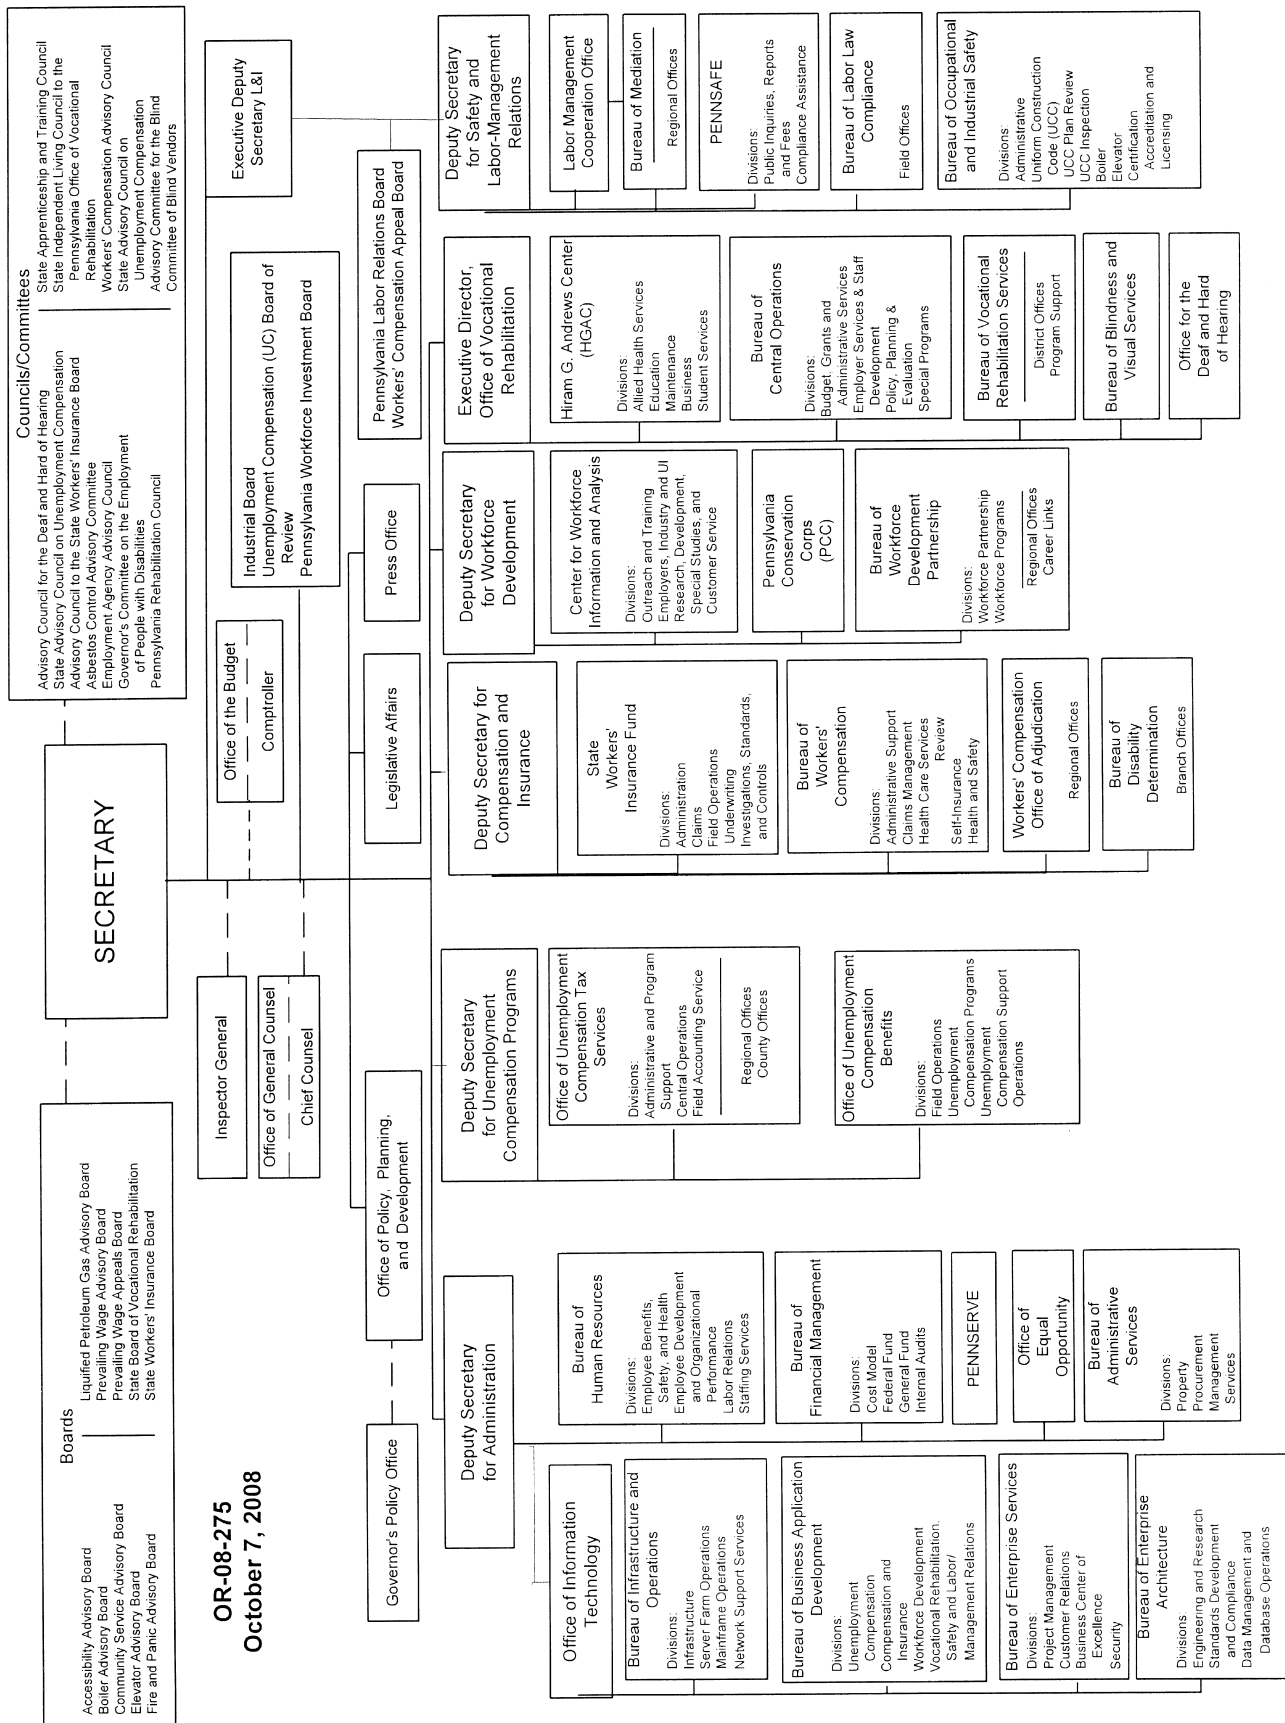 SECRETARY
Boards
Accessibility Advisory Board
Boiler Advisory Board
Community Service Advisory Board
Elevator Advisory Board
Fire and Panic Advisory Board
Liquified Petroleum Gas Advisory Board
Prevailing Wage Advisory Board
Prevailing Wage Appeals Board
State Board of Vocational Rehabilitation
State Workers' Insurance Board
Councils/Committees
Advisory Council for the Deaf and Hard of Hearing
State Advisory Council on Unemployment Compensation
Advisory Council to the State Workers' Insurance Board
Asbestos Control Advisory Committee
Employment Agency Advisory Council
Governor's Committee on the Employment
of People with Disabilities
Pennsylvania Rehabilitation Council
State Apprenticeship and Training Council
State Independent Living Council to the
Pennsylvania Office of Vocational
Rehabilitation
Workers' Compensation Advisory Council
State Advisory Council on
Unemployment Compensation
Advisory Committee for the Blind
Committee of Blind Vendors
OR-08-275
October 7, 2008
Inspector General
Office of General Counsel
Chief Counsel
Office of the Budget
Comptroller
Executive Deputy
Secretary L&I
Industrial Board
Unemployment Compensation (UC) Board of
Review
Pennsylvania Workforce Investment Board
Governor's Policy Office
Office of Policy, Planning,
and Development
Legislative Affairs
Press Office
Pennsylvania Labor Relations Board
Workers' Compensation Appeal Board
Deputy Secretary
for Administration
Office of Information
Technology
Bureau of Infrastructure and
Operations
Divisions:
Infrastructure
Server Farm Operations
Mainframe Operations
Network Support Services
Bureau of Business Application
Development
Divisions:
Unemployment
Compensation
Compensation and
Insurance
Workforce Development
Vocational Rehabilitation.
Safety and Labor/
Management Relations
Bureau of Enterprise Services
Divisions:
Project Management
Customer Relations
Business Center of
Excellence
Security
Bureau of Enterprise
Architecture
Divisions:
Engineering and Research
Standards Development
and Compliance
Data Management and
Database Operations
Bureau of
Human Resources
Divisions:
Employee Benefits,
Safety, and Health
Employee Development
and Organizational
Performance
Labor Relations
Staffing Services
Bureau of
Financial Management
Divisions:
Cost Model
Federal Fund
General Fund
Internal Audits
PENNSERVE
Office of
Equal
Opportunity
Bureau of
Administrative
Services
Divisions:
Property
Procurement
Management
Services
Deputy Secretary
for Unemployment
Compensation Programs
Office of Unemployment
Compensation Tax
Services
Divisions:
Administrative and Program
Support
Central Operations
Field Accounting Service
Regional Offices
County Offices
Office of Unemployment
Compensation
Benefits
Divisions:
Field Operations
Unemployment
Compensation Programs
Unemployment
Compensation Support
Operations
Deputy Secretary for
Compensation and
Insurance
State
Workers'
Insurance Fund
Divisions:
Administration
Claims
Field Operations
Underwriting
Investigations, Standards,
and Controls
Bureau of
Workers'
Compensation
Divisions:
Administrative Support
Claims Management
Health Care Services
Review
Self-Insurance
Health and Safety
Workers' Compensation
Office of Adjudication
Regional Offices
Bureau of
Disability
Determination
Branch Offices
Deputy Secretary
for Workforce
Development
Center for Workforce
Information and Analysis
Divisions:
Outreach and Training
Employers, Industry and UI
Research, Development,
Special Studies, and
Customer Service
Pennsylvania
Conservation
Corps
(PCC)
Bureau of
Workforce
Development
Partnership
Divisions:
Workforce Partnership
Workforce Programs
Regional Offices
Career Links
Executive Director,
Office of Vocational
Rehabilitation
Hiram G. Andrews Center
(HGAC)
Divisions:
Allied Health Services
Education
Maintenance
Business
Student Services
Bureau of
Central Operations
Divisions:
Budget, Grants and
Administrative Services
Employer Services & Staff
Development
Policy, Planning &
Evaluation
Special Programs
Bureau of Vocational
Rehabilitation Services
District Offices
Program Support
Bureau of Blindness and
Visual Services
Office for the
Deaf and Hard
of Hearing
Deputy Secretary
for Safety and
Labor-Management
Relations
Labor Management
Cooperation Office
Bureau of Mediation
Regional Offices
PENNSAFE
Divisions:
Public Inquiries, Reports
and Fees
Compliance Assistance
Bureau of Labor Law
Compliance
Field Offices
Bureau of Occupational
and Industrial Safety
Divisions:
Administrative
Uniform Construction
Code (UCC)
UCC Plan Review
UCC Inspection
Boiler
Elevator
Certification
Accreditation and
Licensing